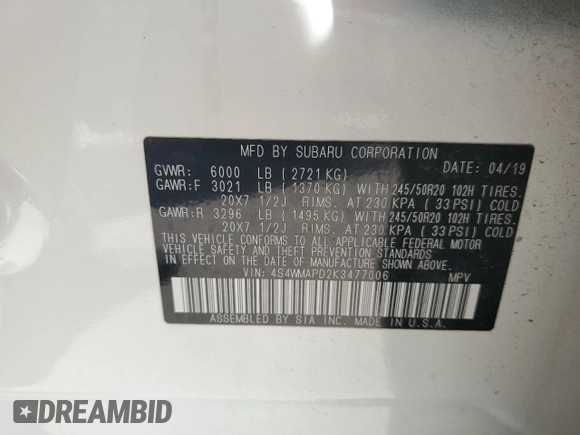 MFD BY SUBARU CORPORATION
GVWR: 6000 LB ( 2721 KG) DATE: 04/19
GAWR:F 3021 LB ( 1370 KG) WITH 245/50R20 102H TIRES.
20X7 1/2J RIMS. AT 230 KPA ( 33 PSI) COLD
GAWR:R 3296 LB ( 1495 KG) WITH 245/50R20 102H TIRES.
20X7 1/2J RIMS. AT 230 KPA ( 33 PSI) COLD
THIS VEHICLE CONFORMS TO ALL APPLICABLE FEDERAL MOTOR
VEHICLE SAFETY AND THEFT PREVENTION STANDARDS IN EFFECT
ON THE DATE OF MANUFACTURE SHOWN ABOVE.
VIN: 4S4WMAPD2K3477006 MPV
ASSEMBLED BY SIA INC. MADE IN U.S.A.
DREAMBID